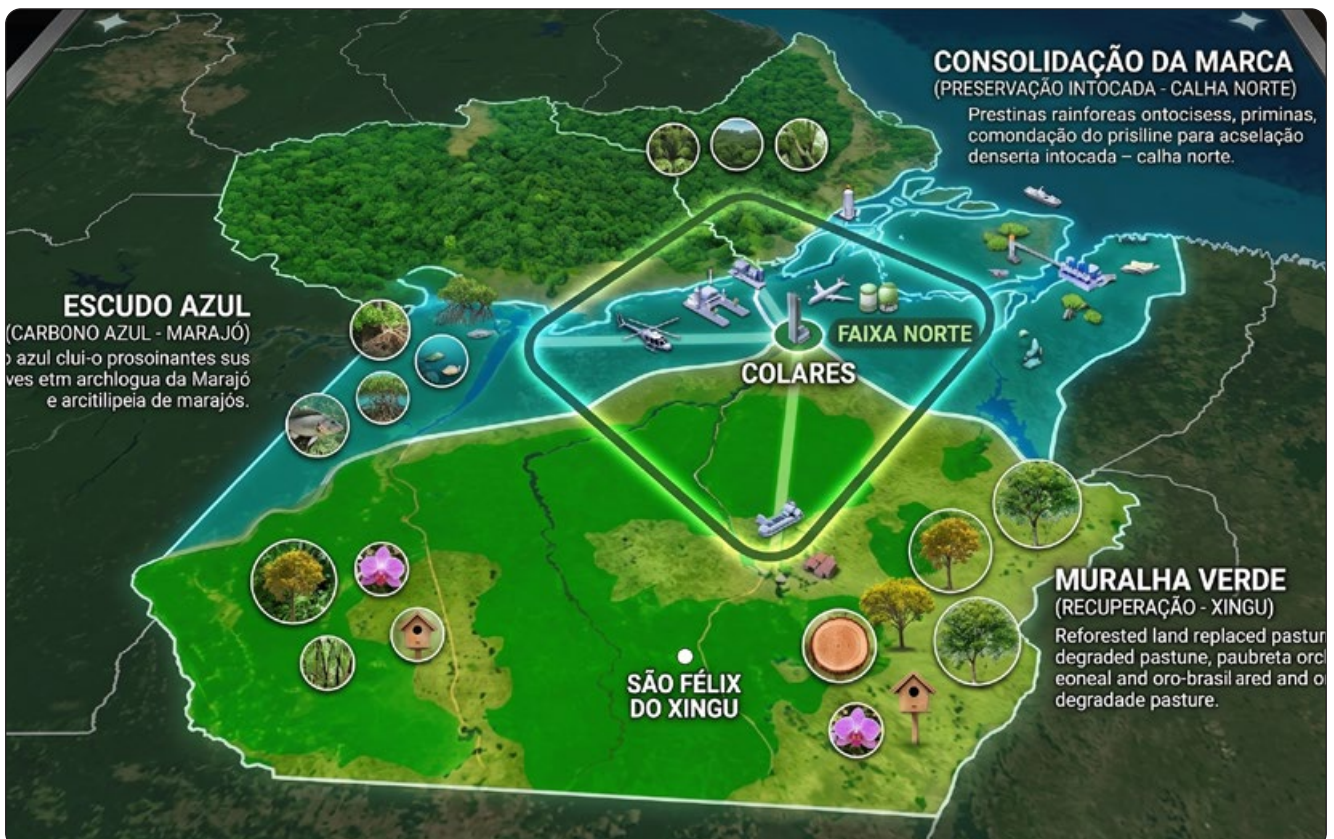 CONSOLIDAÇÃO DA MARCA
(PRESERVAÇÃO INTOCADA - CALHA NORTE)
Prestinas rainforeas ontocisess, priminas,
comondação do prisiline para acselação
denseria intocada – calha norte.
ESCUDO AZUL
(CARBONO AZUL - MARAJÓ)
o azul clui-o prosoinantes sus
ves etm archlogua da Marajó
e arcitilipeia de marajós.
FAIXA NORTE
COLARES
MURALHA VERDE
(RECUPERAÇÃO - XINGU)
Reforested land replaced pastur
degraded pastune, paubreta orcl
eoneal and oro-brasil ared and o
degradade pasture.
SÃO FÉLIX
DO XINGU